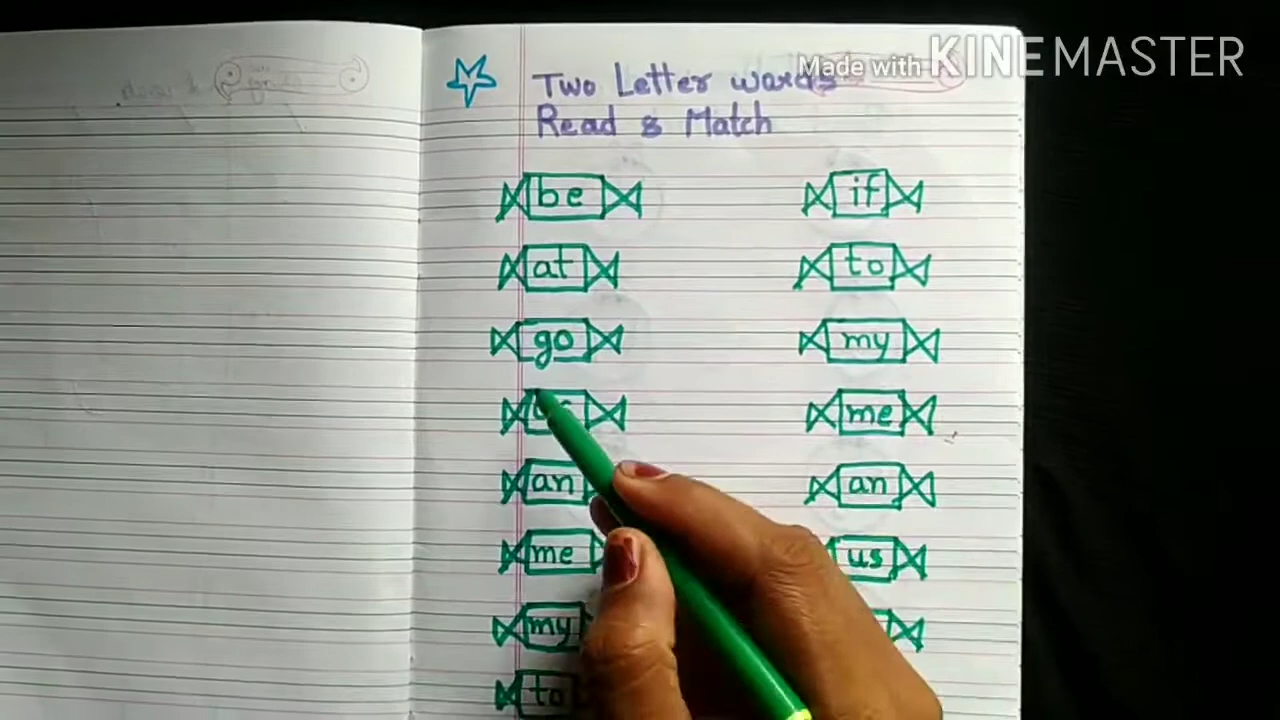 Made with KINEMASTER
Two Letter words
Read & Match
be if
at to
go my
me
an an
me us
my
to